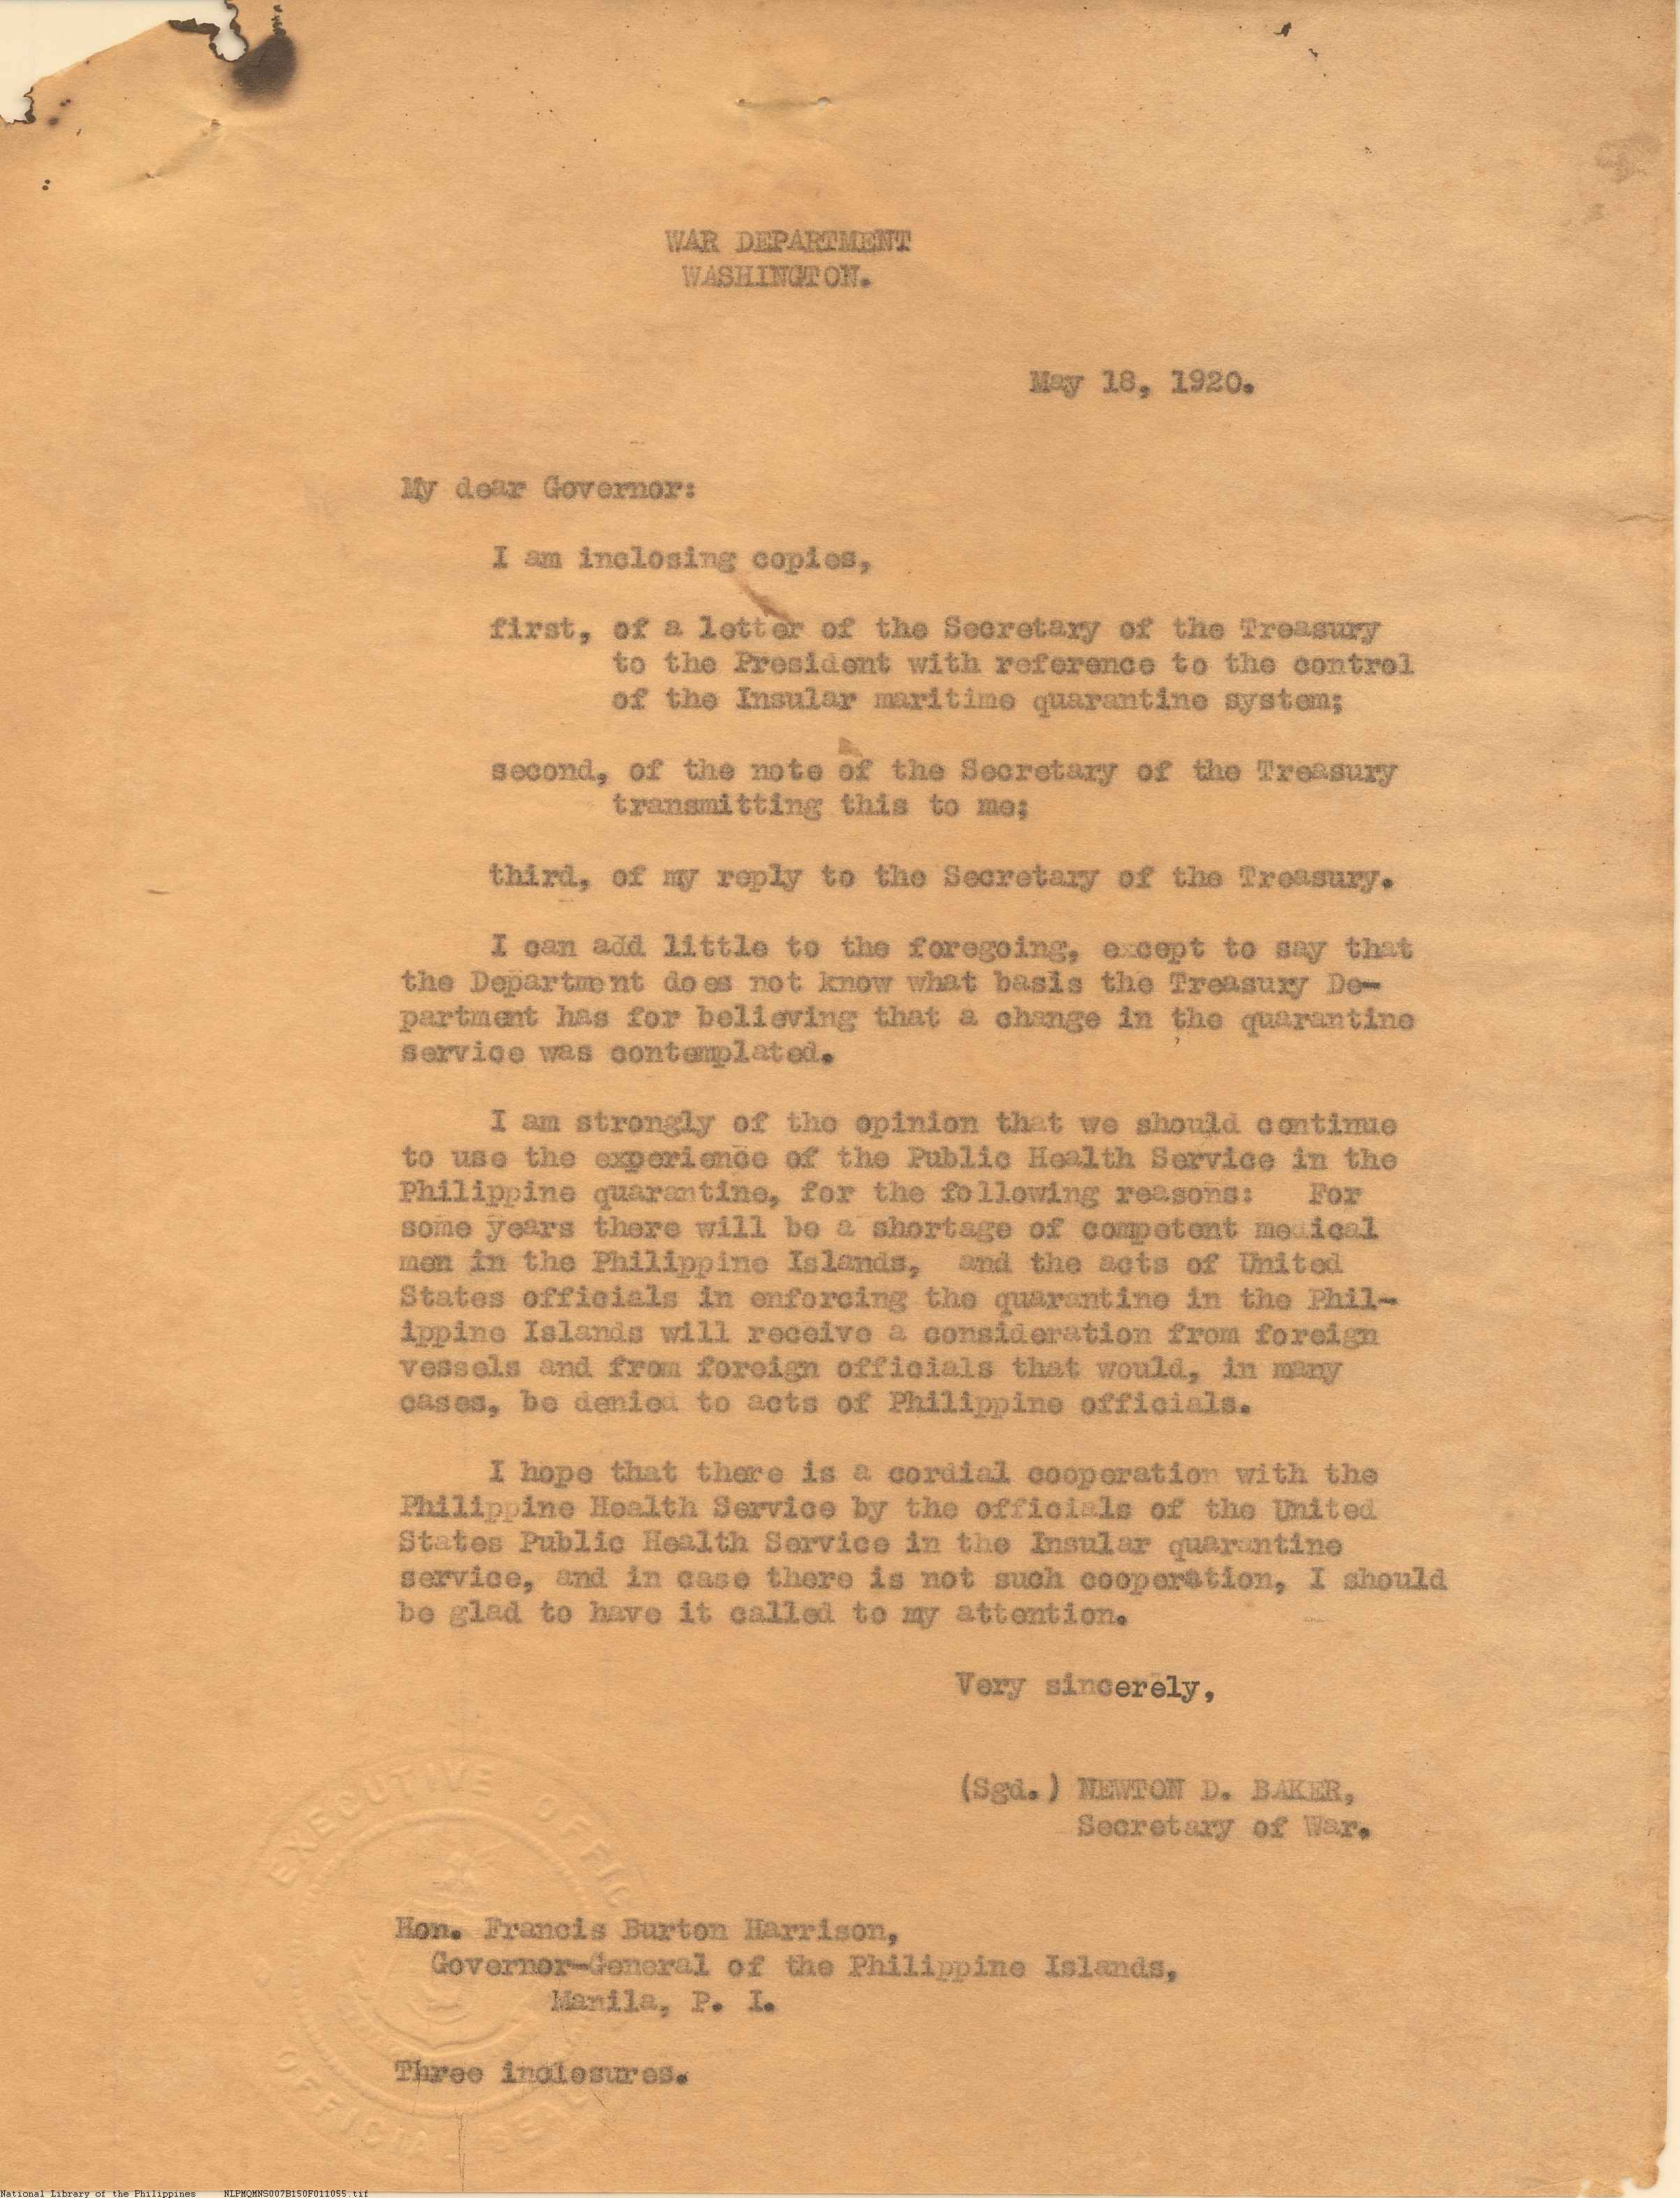 WAR DEPARTMENT
WASHINGTON.
May 18, 1920.
My dear Governor:
I am inclosing copies,
first, of a letter of the Secretary of the Treasury
to the President with reference to the control
of the Insular maritime quarantine system;
second, of the note of the Secretary of the Treasury
transmitting this to me;
third, of my reply to the Secretary of the Treasury.
I can add little to the foregoing, except to say that
the Department does not know what basis the Treasury De-
partment has for believing that a change in the quarantine
service was contemplated.
I am strongly of the opinion that we should continue
to use the experience of the Public Health Service in the
Philippine quarantine, for the following reasons: For
some years there will be a shortage of competent medical
men in the Philippine Islands, and the acts of United
States officials in enforcing the quarantine in the Phil-
ippine Islands will receive a consideration from foreign
vessels and from foreign officials that would, in many
cases, be denied to acts of Philippine officials.
I hope that there is a cordial cooperation with the
Philippine Health Service by the officials of the United
States Public Health Service in the Insular quarantine
service, and in case there is not such cooperation, I should
be glad to have it called to my attention.
Very sincerely,
(Sgd.) NEWTON D. BAKER,
Secretary of War.
EXECUTIVE OFFIC
Hon. Francis Burton Harrison,
Governor-General of the Philippine Islands,
Manila, P. I.
Three inclosures.
OFFICIAL SEAL
National Library of the Philippines NLPMQMNS007B150F011055.tif